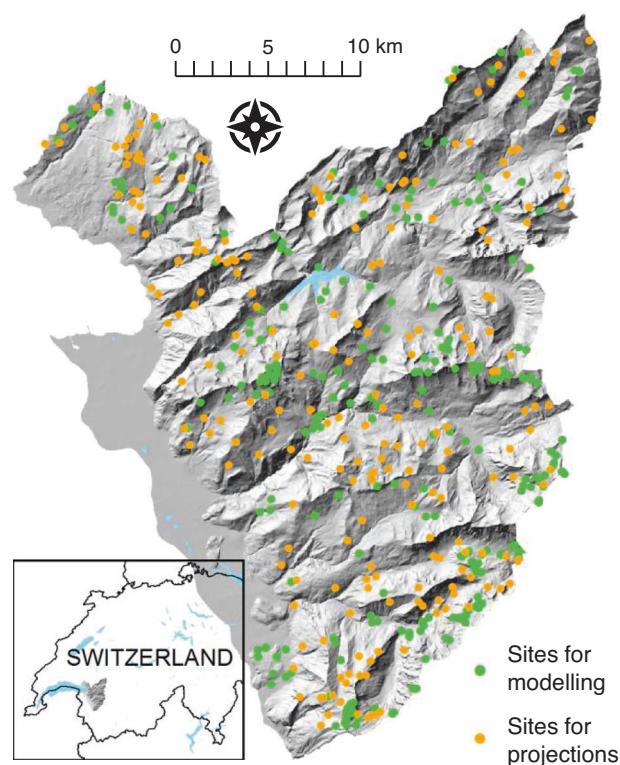 0 5 10 km
SWITZERLAND
Sites for
modelling
Sites for
projections